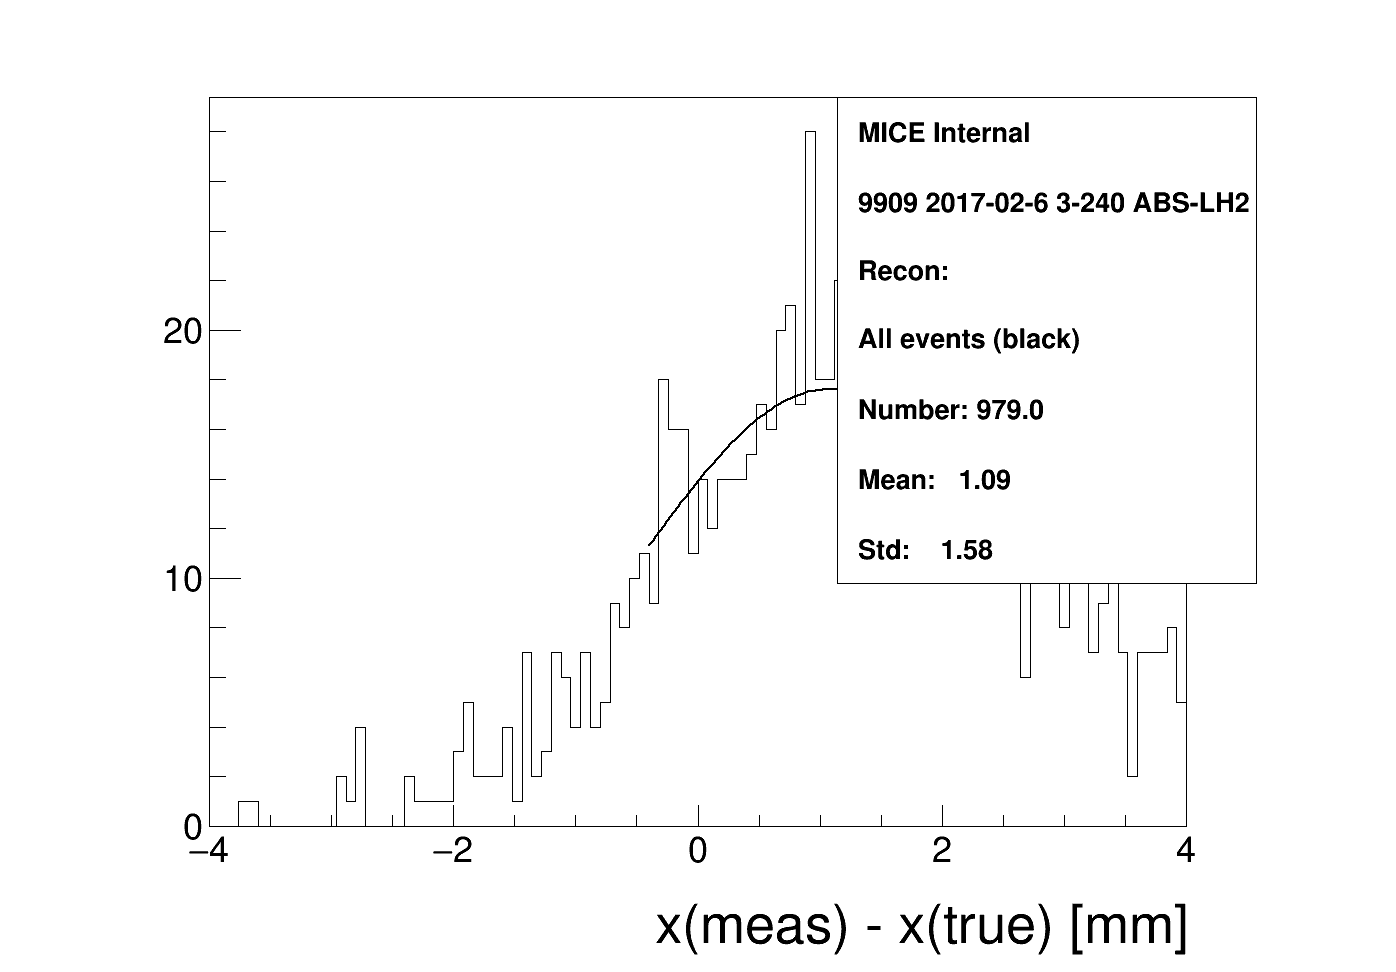 MICE Internal
9909 2017-02-6 3-240 ABS-LH2
Recon:
All events (black)
Number: 979.0
Mean: 1.09
Std: 1.58
20
10
0
−4 −2 0 2 4
x(meas) - x(true) [mm]